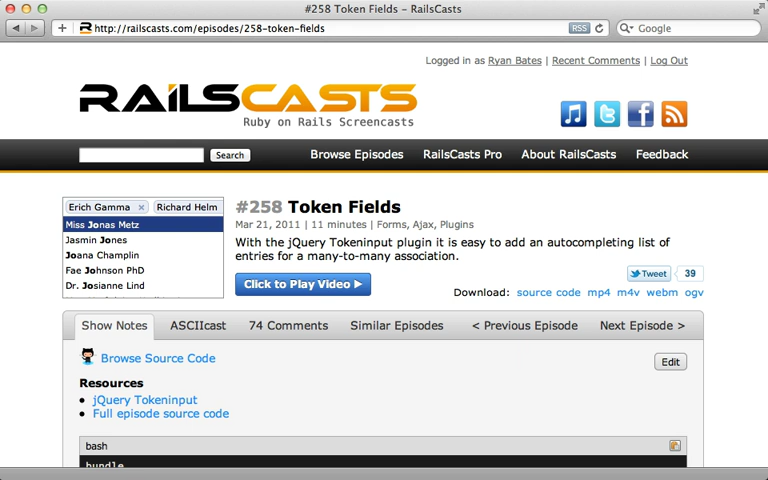 #258 Token Fields – RailsCasts
http://railscasts.com/episodes/258-token-fields
RSS
Google
Logged in as Ryan Bates | Recent Comments | Log Out
RAILSCASTS
Ruby on Rails Screencasts
Search
Browse Episodes RailsCasts Pro About RailsCasts Feedback
Erich Gamma × Richard Helm
Miss Jonas Metz
Jasmin Jones
Joana Champlin
Fae Johnson PhD
Dr. Josianne Lind
#258 Token Fields
Mar 21, 2011 | 11 minutes | Forms, Ajax, Plugins
With the jQuery Tokeninput plugin it is easy to add an autocompleting list of
entries for a many-to-many association.
Click to Play Video
Tweet 39
Download: source code mp4 m4v webm ogv
Show Notes ASCIIcast 74 Comments Similar Episodes < Previous Episode Next Episode >
Browse Source Code
Edit
Resources
• jQuery Tokeninput
• Full episode source code
bash
bundle